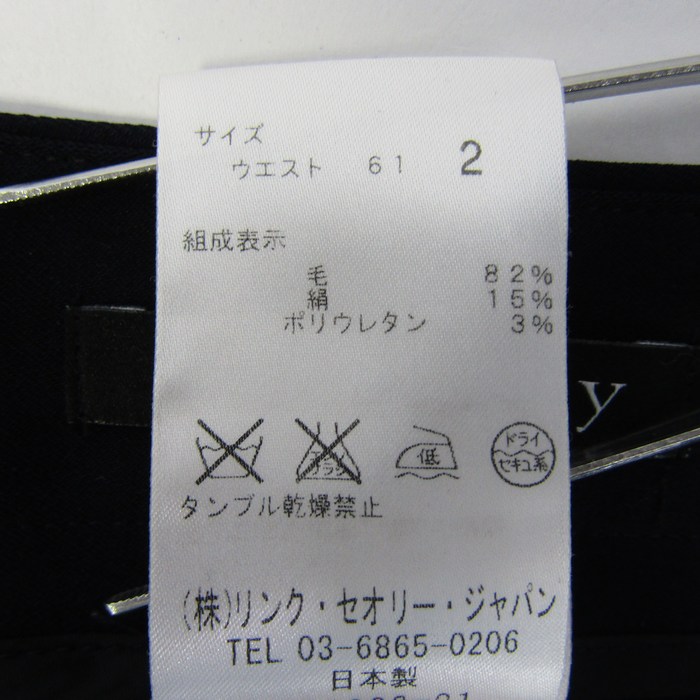 サイズ
ウエスト 61 2
組成表示
毛 82%
絹 15%
ポリウレタン 3%
y
低
ドライ
セキユ系
タンブル乾燥禁止
(株)リンク・セオリー・ジャパン
TEL 03-6865-0206
日本製